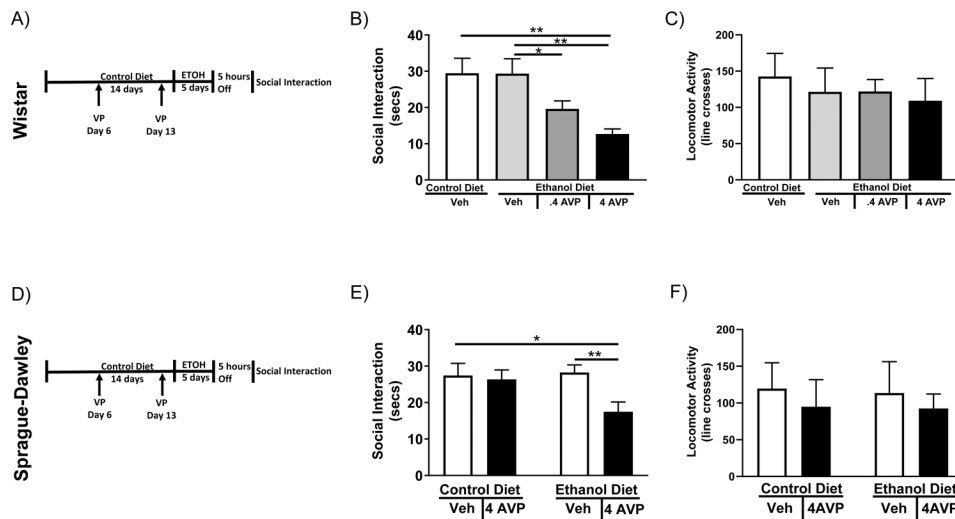 A)
Wistar
Control Diet
14 days
ETOH
5 days
5 hours
Off
Social Interaction
VP
Day 6
VP
Day 13
B)
Social Interaction
(secs)
40
30
20
10
0
**
**
*
Control Diet
Ethanol Diet
Veh
Veh
.4 AVP
4 AVP
C)
Locomotor Activity
(line crosses)
200
150
100
50
0
Control Diet
Ethanol Diet
Veh
Veh
.4 AVP
4 AVP
D)
Sprague-Dawley
Control Diet
14 days
ETOH
5 days
5 hours
Off
Social Interaction
VP
Day 6
VP
Day 13
E)
Social Interaction
(secs)
40
30
20
10
0
*
**
Control Diet
Ethanol Diet
Veh
4 AVP
Veh
4 AVP
F)
Locomotor Activity
(line crosses)
200
150
100
50
0
Control Diet
Ethanol Diet
Veh
4AVP
Veh
4AVP